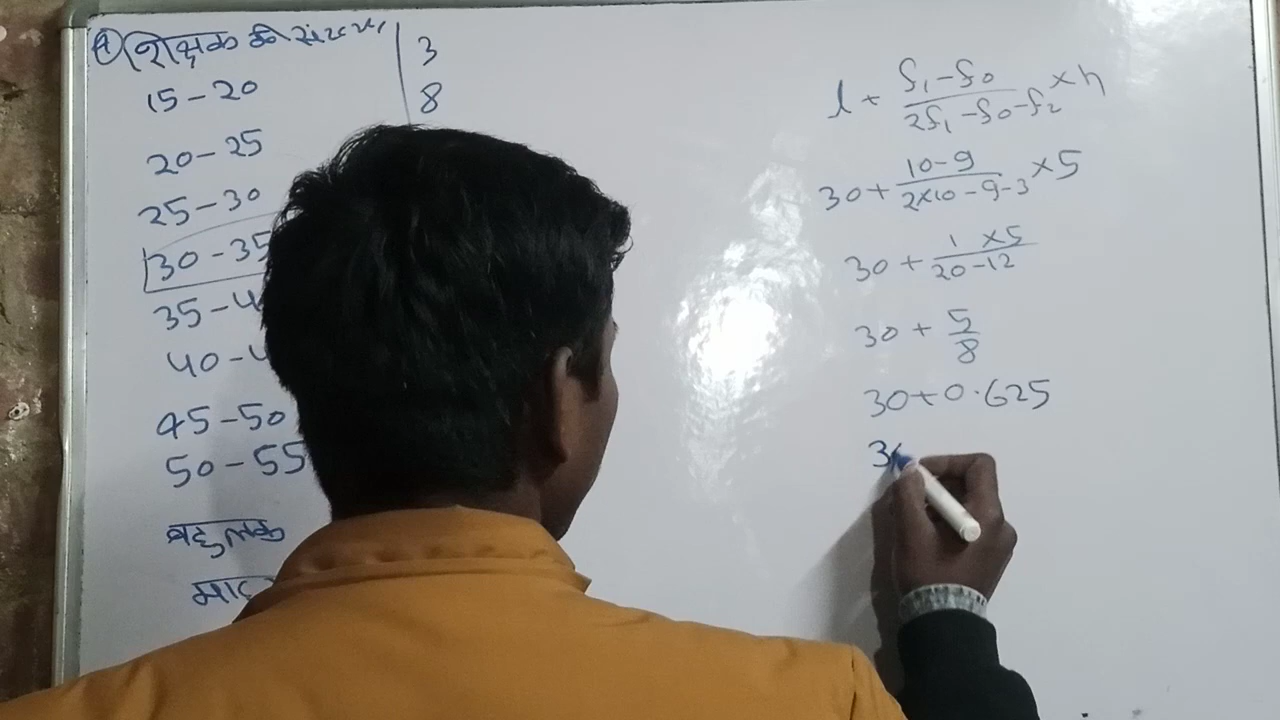 शिक्षक की संख्या 3
15-20 8
20-25
25-30
30-35
35-4
40-4
45-50
50-55
बहुलक
माध
l + (f₁-f₀)/(2f₁-f₀-f₂) × h
30 + (10-9)/(2×10-9-3) × 5
30 + (1 × 5)/(20-12)
30 + 5/8
30+0.625
30